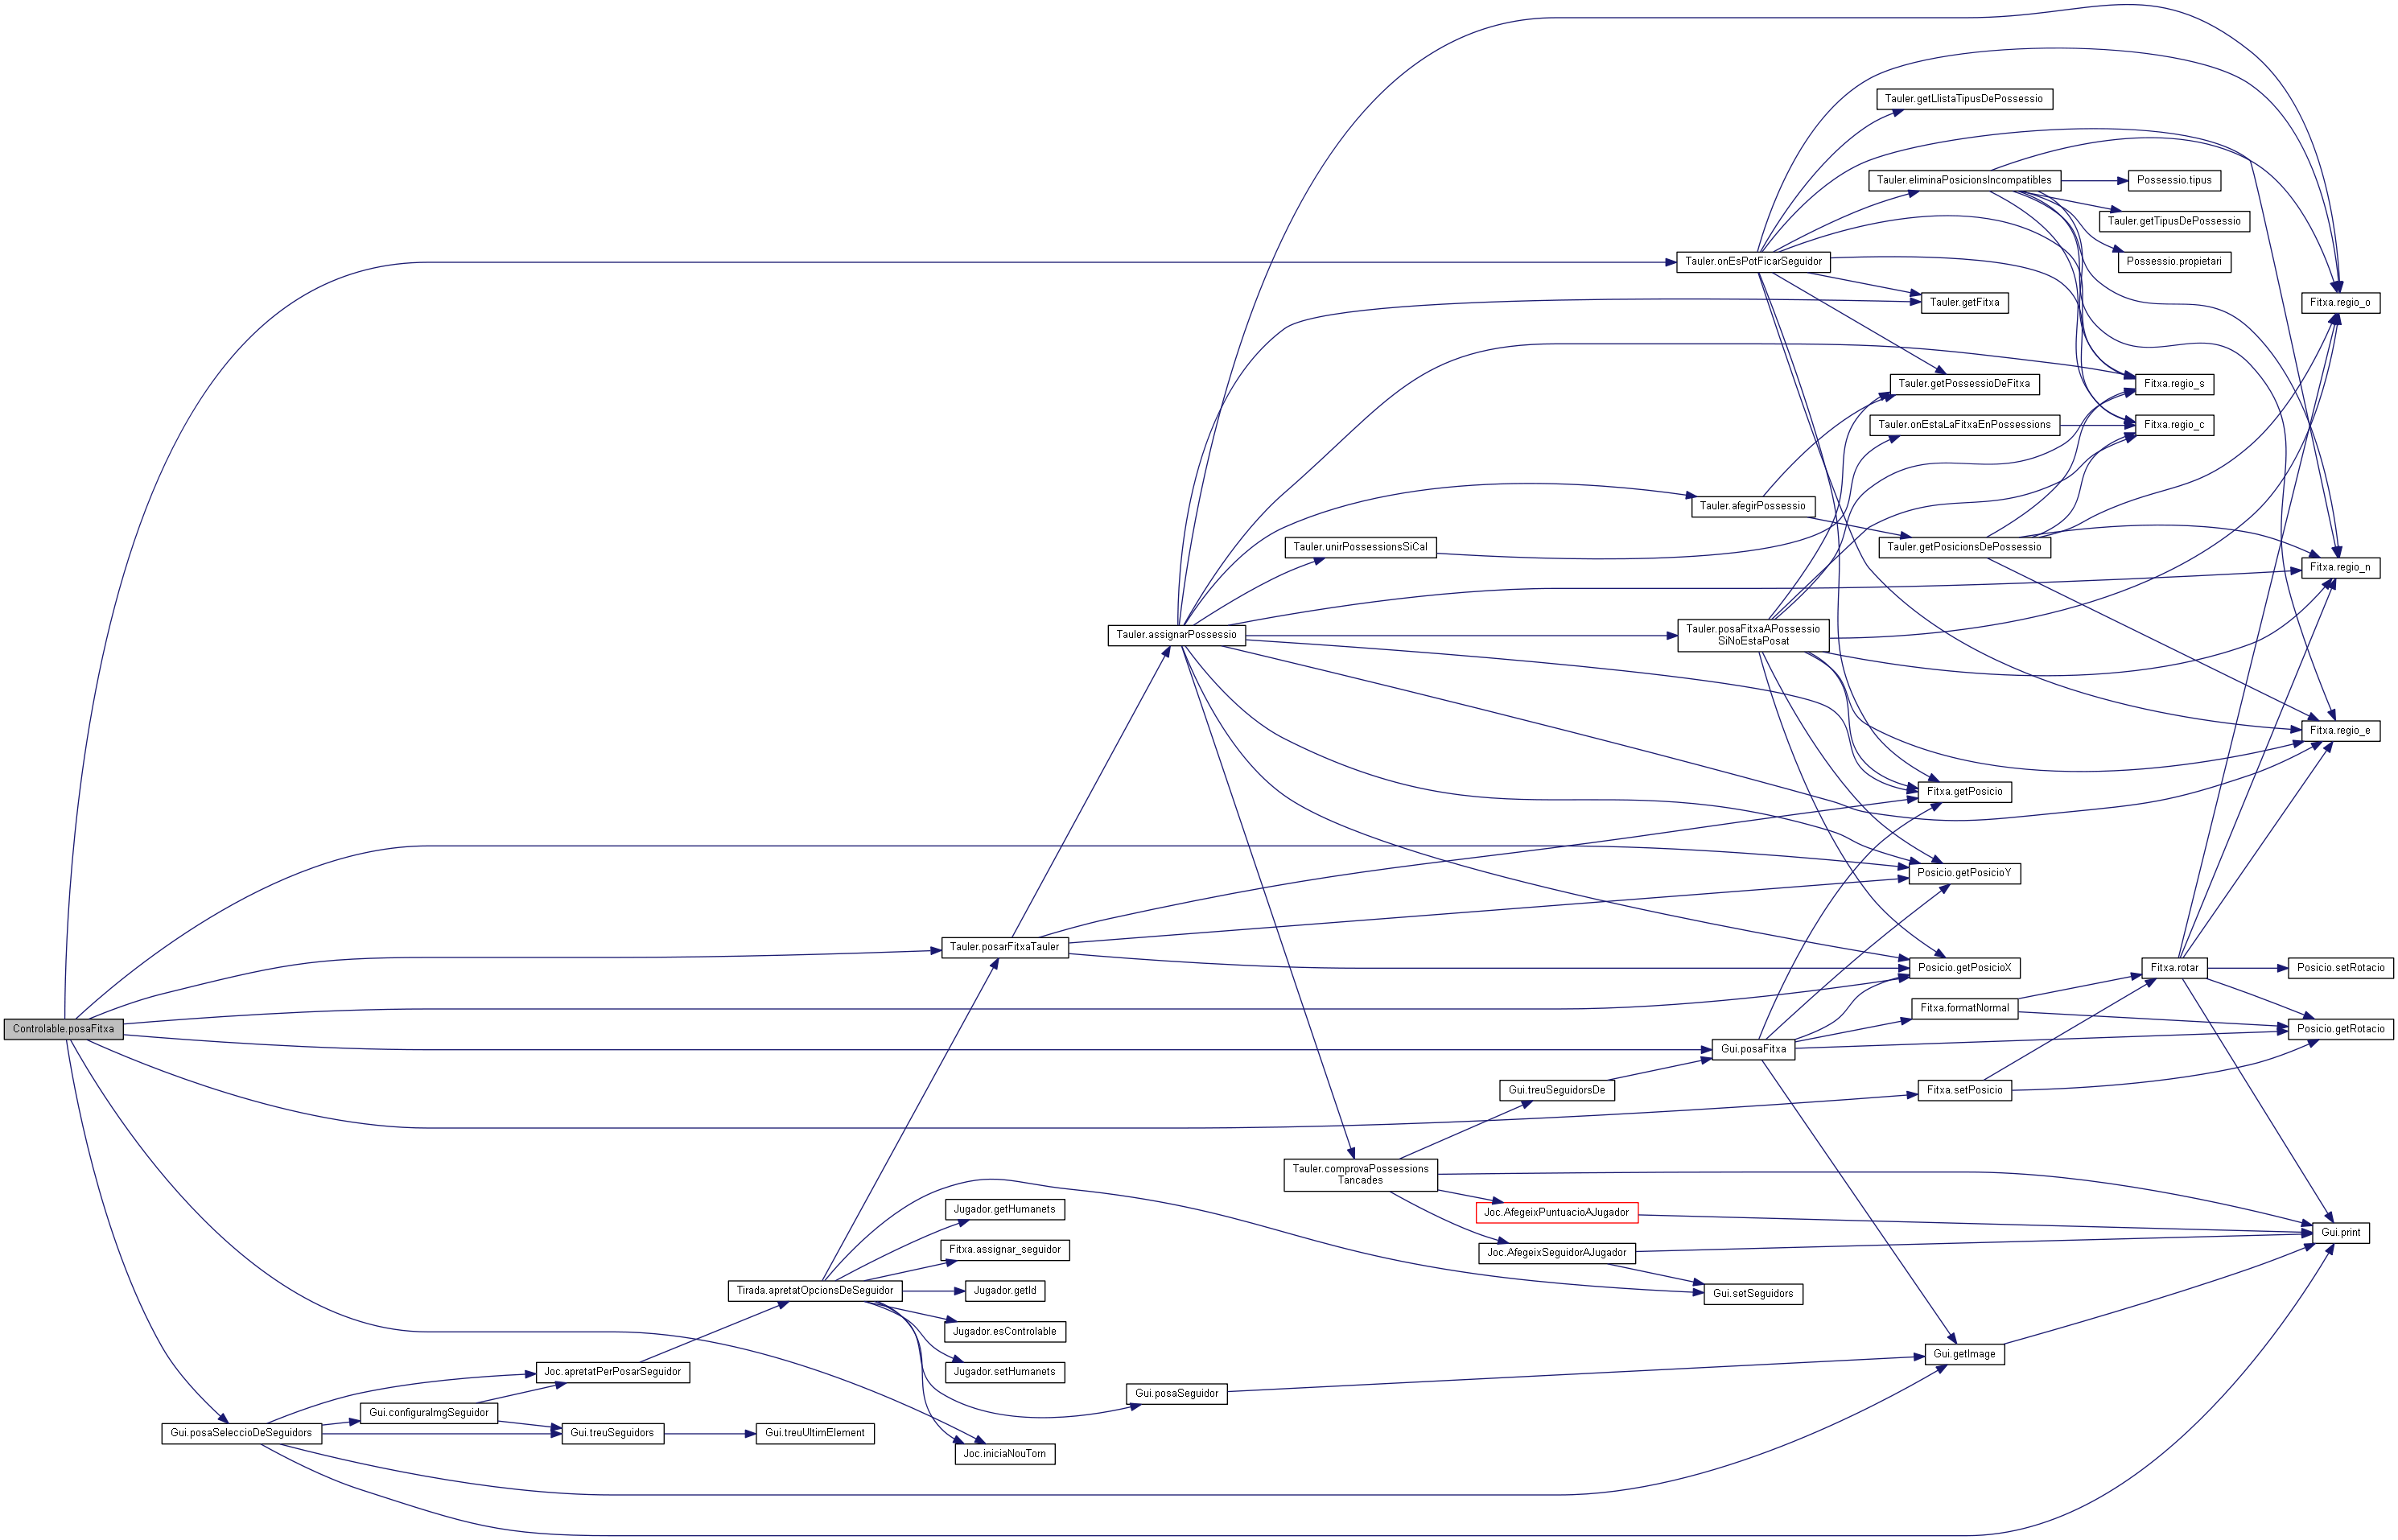 Controlable.posaFitxa
Gui.posaSeleccioDeSeguidors
Gui.configuraImgSeguidor
Joc.apretatPerPosarSeguidor
Gui.treuSeguidors
Tirada.apretatOpcionsDeSeguidor
Gui.treuUltimElement
Tauler.posarFitxaTauler
Jugador.getHumanets
Fitxa.assignar_seguidor
Jugador.getId
Jugador.esControlable
Jugador.setHumanets
Joc.iniciaNouTorn
Tauler.assignarPossessio
Gui.posaSeguidor
Tauler.unirPossessionsSiCal
Tauler.comprovaPossessions
Tancades
Gui.treuSeguidorsDe
Joc.AfegeixPuntuacioAJugador
Joc.AfegeixSeguidorAJugador
Tauler.onEsPotFicarSeguidor
Tauler.afegirPossessio
Tauler.posaFitxaAPossessio
SiNoEstaPosat
Gui.posaFitxa
Gui.setSeguidors
Tauler.getLlistaTipusDePossessio
Tauler.eliminaPosicionsIncompatibles
Tauler.getFitxa
Tauler.getPossessioDeFitxa
Tauler.onEstaLaFitxaEnPossessions
Tauler.getPosicionsDePossessio
Fitxa.getPosicio
Posicio.getPosicioY
Posicio.getPosicioX
Fitxa.formatNormal
Fitxa.setPosicio
Gui.getImage
Possessio.tipus
Tauler.getTipusDePossessio
Possessio.propietari
Fitxa.regio_s
Fitxa.regio_c
Fitxa.rotar
Fitxa.regio_o
Fitxa.regio_n
Fitxa.regio_e
Posicio.setRotacio
Posicio.getRotacio
Gui.print